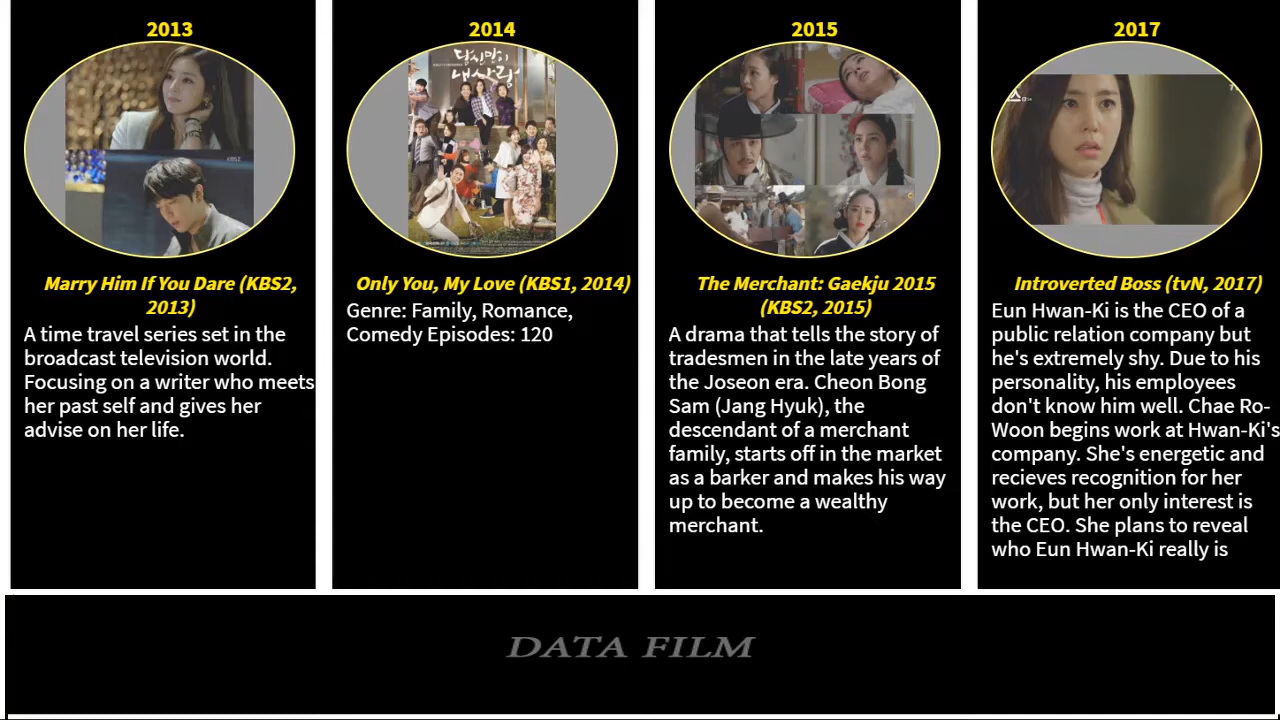 2013
Marry Him If You Dare (KBS2,
2013)
A time travel series set in the
broadcast television world.
Focusing on a writer who meets
her past self and gives her
advise on her life.
2014
당신만이
내사랑
Only You, My Love (KBS1, 2014)
Genre: Family, Romance,
Comedy Episodes: 120
2015
The Merchant: Gaekju 2015
(KBS2, 2015)
A drama that tells the story of
tradesmen in the late years of
the Joseon era. Cheon Bong
Sam (Jang Hyuk), the
descendant of a merchant
family, starts off in the market
as a barker and makes his way
up to become a wealthy
merchant.
2017
Introverted Boss (tvN, 2017)
Eun Hwan-Ki is the CEO of a
public relation company but
he's extremely shy. Due to his
personality, his employees
don't know him well. Chae Ro-
Woon begins work at Hwan-Ki's
company. She's energetic and
recieves recognition for her
work, but her only interest is
the CEO. She plans to reveal
who Eun Hwan-Ki really is
KBS2
DATA FILM